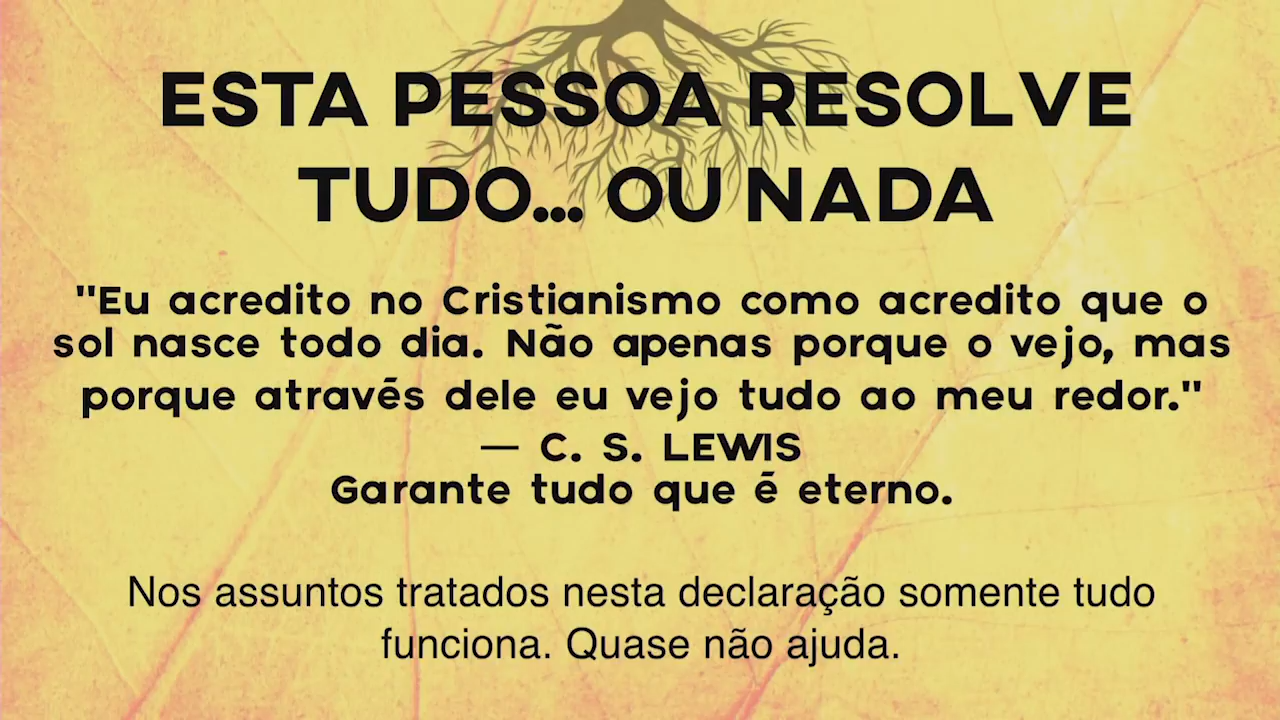 ESTA PESSOA RESOLVE
TUDO... OU NADA
"Eu acredito no Cristianismo como acredito que o
sol nasce todo dia. Não apenas porque o vejo, mas
porque através dele eu vejo tudo ao meu redor."
— C. S. LEWIS
Garante tudo que é eterno.
Nos assuntos tratados nesta declaração somente tudo
funciona. Quase não ajuda.